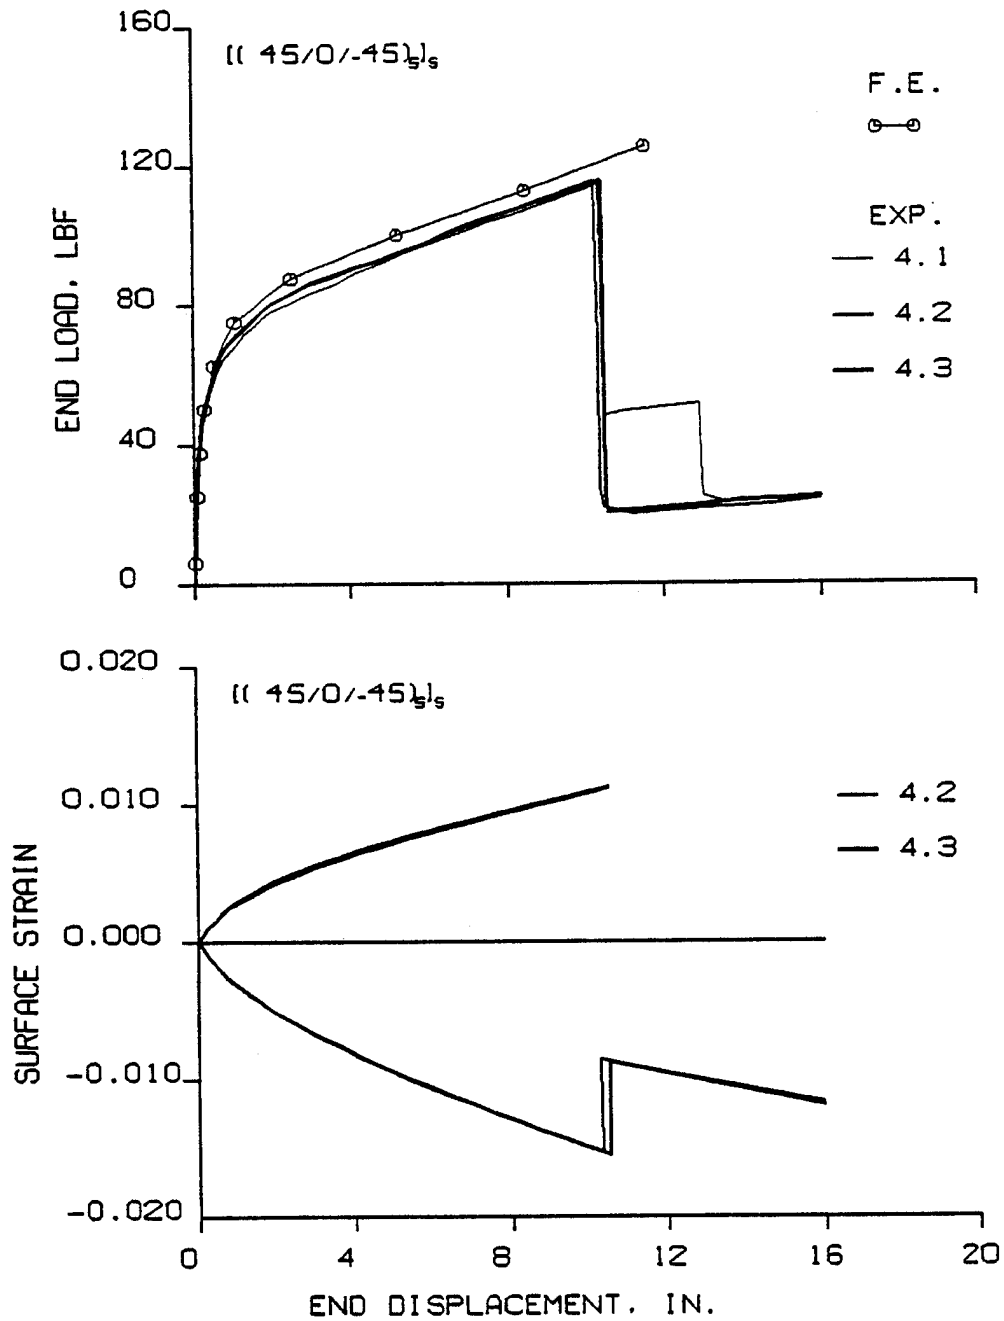 160
[( 45/0/-45)5]s
F.E.
120
EXP.
4.1
80
4.2
4.3
40
0
END LOAD, LBF
0.020
[( 45/0/-45)5]s
0.010
4.2
4.3
0.000
-0.010
-0.020
SURFACE STRAIN
0 4 8 12 16 20
END DISPLACEMENT, IN.